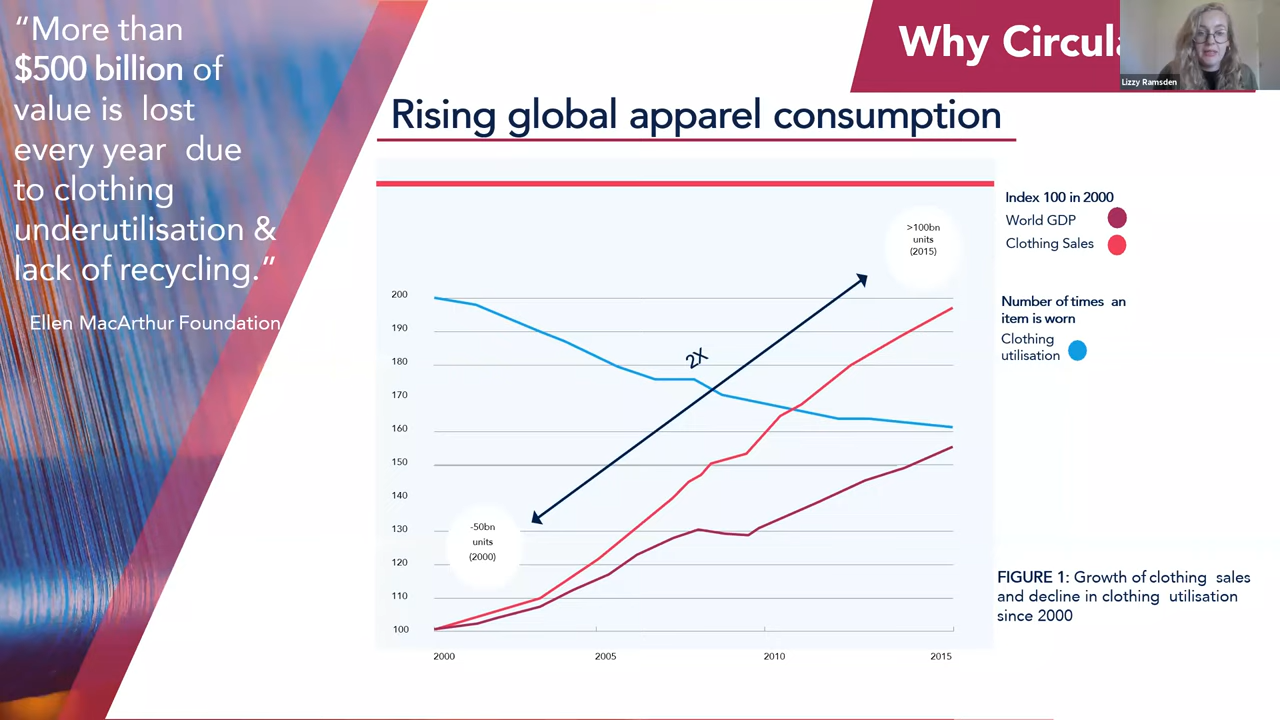 “More than
$500 billion of
value is lost
every year due
to clothing
underutilisation &
lack of recycling.”
Ellen MacArthur Foundation
Why Circula
Lizzy Ramsden
Rising global apparel consumption
Index 100 in 2000
World GDP
Clothing Sales
Number of times an
item is worn
Clothing
utilisation
>100bn
units
(2015)
2X
-50bn
units
(2000)
200
190
180
170
160
150
140
130
120
110
100
2000
2005
2010
2015
FIGURE 1: Growth of clothing sales
and decline in clothing utilisation
since 2000